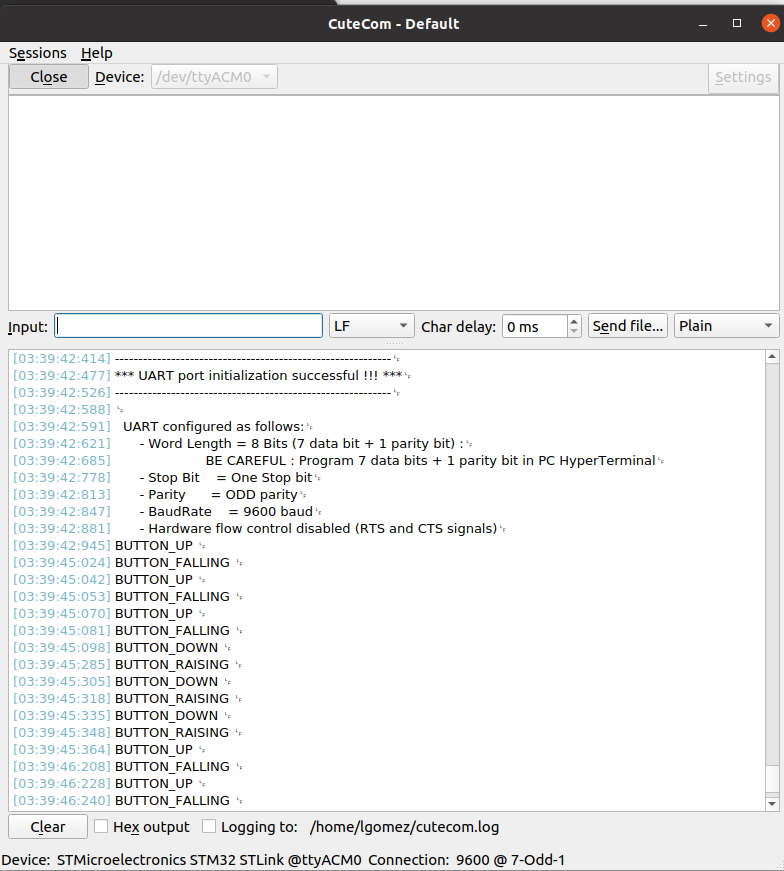 CuteCom - Default
Sessions Help
Close Device: /dev/ttyACM0 Settings
Input: LF Char delay: 0 ms Send file... Plain
[03:39:42:414] ------------------------------------------------------------
[03:39:42:477] *** UART port initialization successful !!! ***
[03:39:42:526] ------------------------------------------------------------
[03:39:42:588]
[03:39:42:591] UART configured as follows:
[03:39:42:621] - Word Length = 8 Bits (7 data bit + 1 parity bit) :
[03:39:42:685] BE CAREFUL : Program 7 data bits + 1 parity bit in PC HyperTerminal
[03:39:42:778] - Stop Bit = One Stop bit
[03:39:42:813] - Parity = ODD parity
[03:39:42:847] - BaudRate = 9600 baud
[03:39:42:881] - Hardware flow control disabled (RTS and CTS signals)
[03:39:42:945] BUTTON_UP
[03:39:45:024] BUTTON_FALLING
[03:39:45:042] BUTTON_UP
[03:39:45:053] BUTTON_FALLING
[03:39:45:070] BUTTON_UP
[03:39:45:081] BUTTON_FALLING
[03:39:45:098] BUTTON_DOWN
[03:39:45:285] BUTTON_RAISING
[03:39:45:305] BUTTON_DOWN
[03:39:45:318] BUTTON_RAISING
[03:39:45:335] BUTTON_DOWN
[03:39:45:348] BUTTON_RAISING
[03:39:45:364] BUTTON_UP
[03:39:46:208] BUTTON_FALLING
[03:39:46:228] BUTTON_UP
[03:39:46:240] BUTTON_FALLING
Clear Hex output Logging to: /home/lgomez/cutecom.log
Device: STMicroelectronics STM32 STLink @ttyACM0 Connection: 9600 @ 7-Odd-1